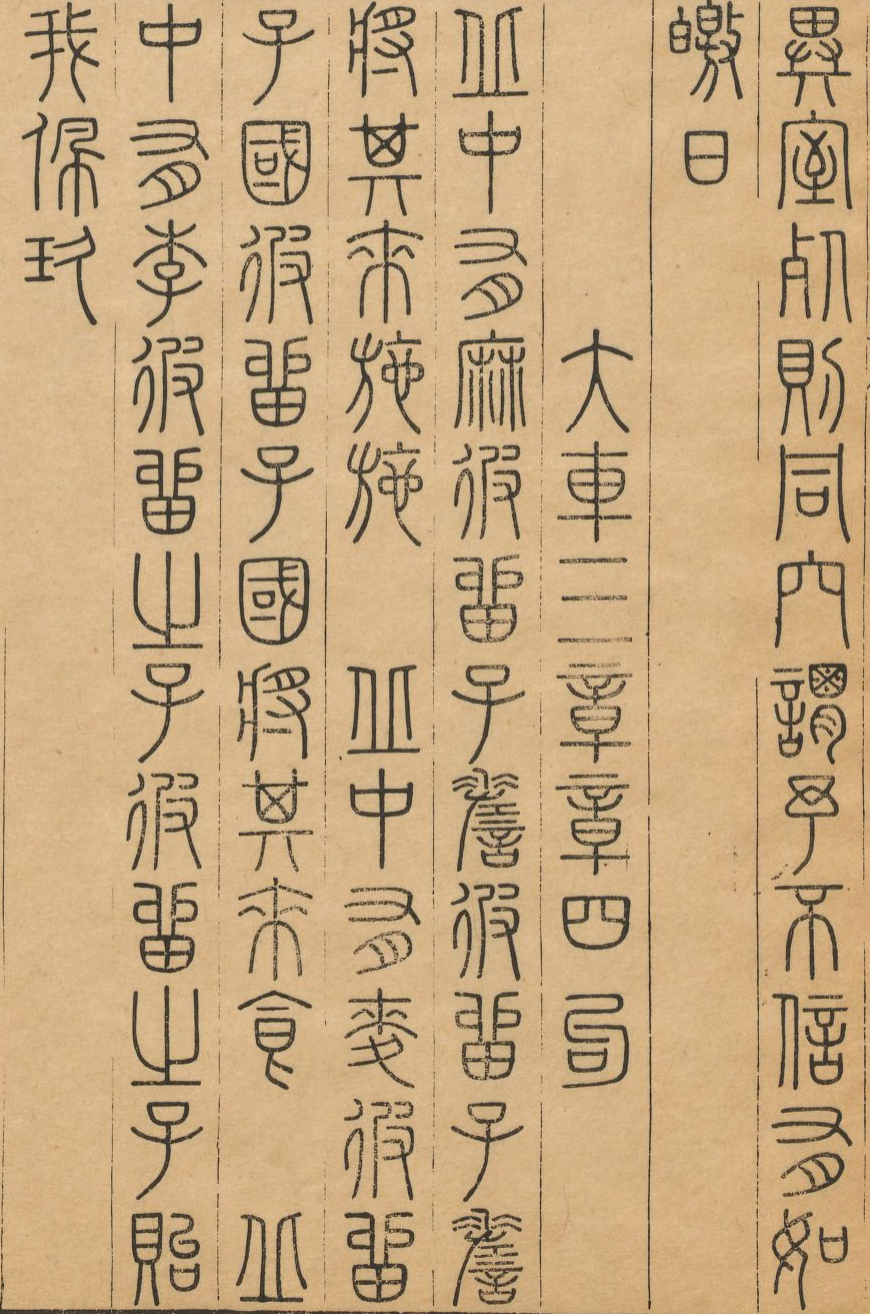 異室死則同穴謂予不信有如
皦日
大車三章章四句
丘中有麻彼留子嗟彼留子嗟
將其來施施　丘中有麥彼留
子國彼留子國將其來食　丘
中有李彼留之子彼留之子貽
我佩玖